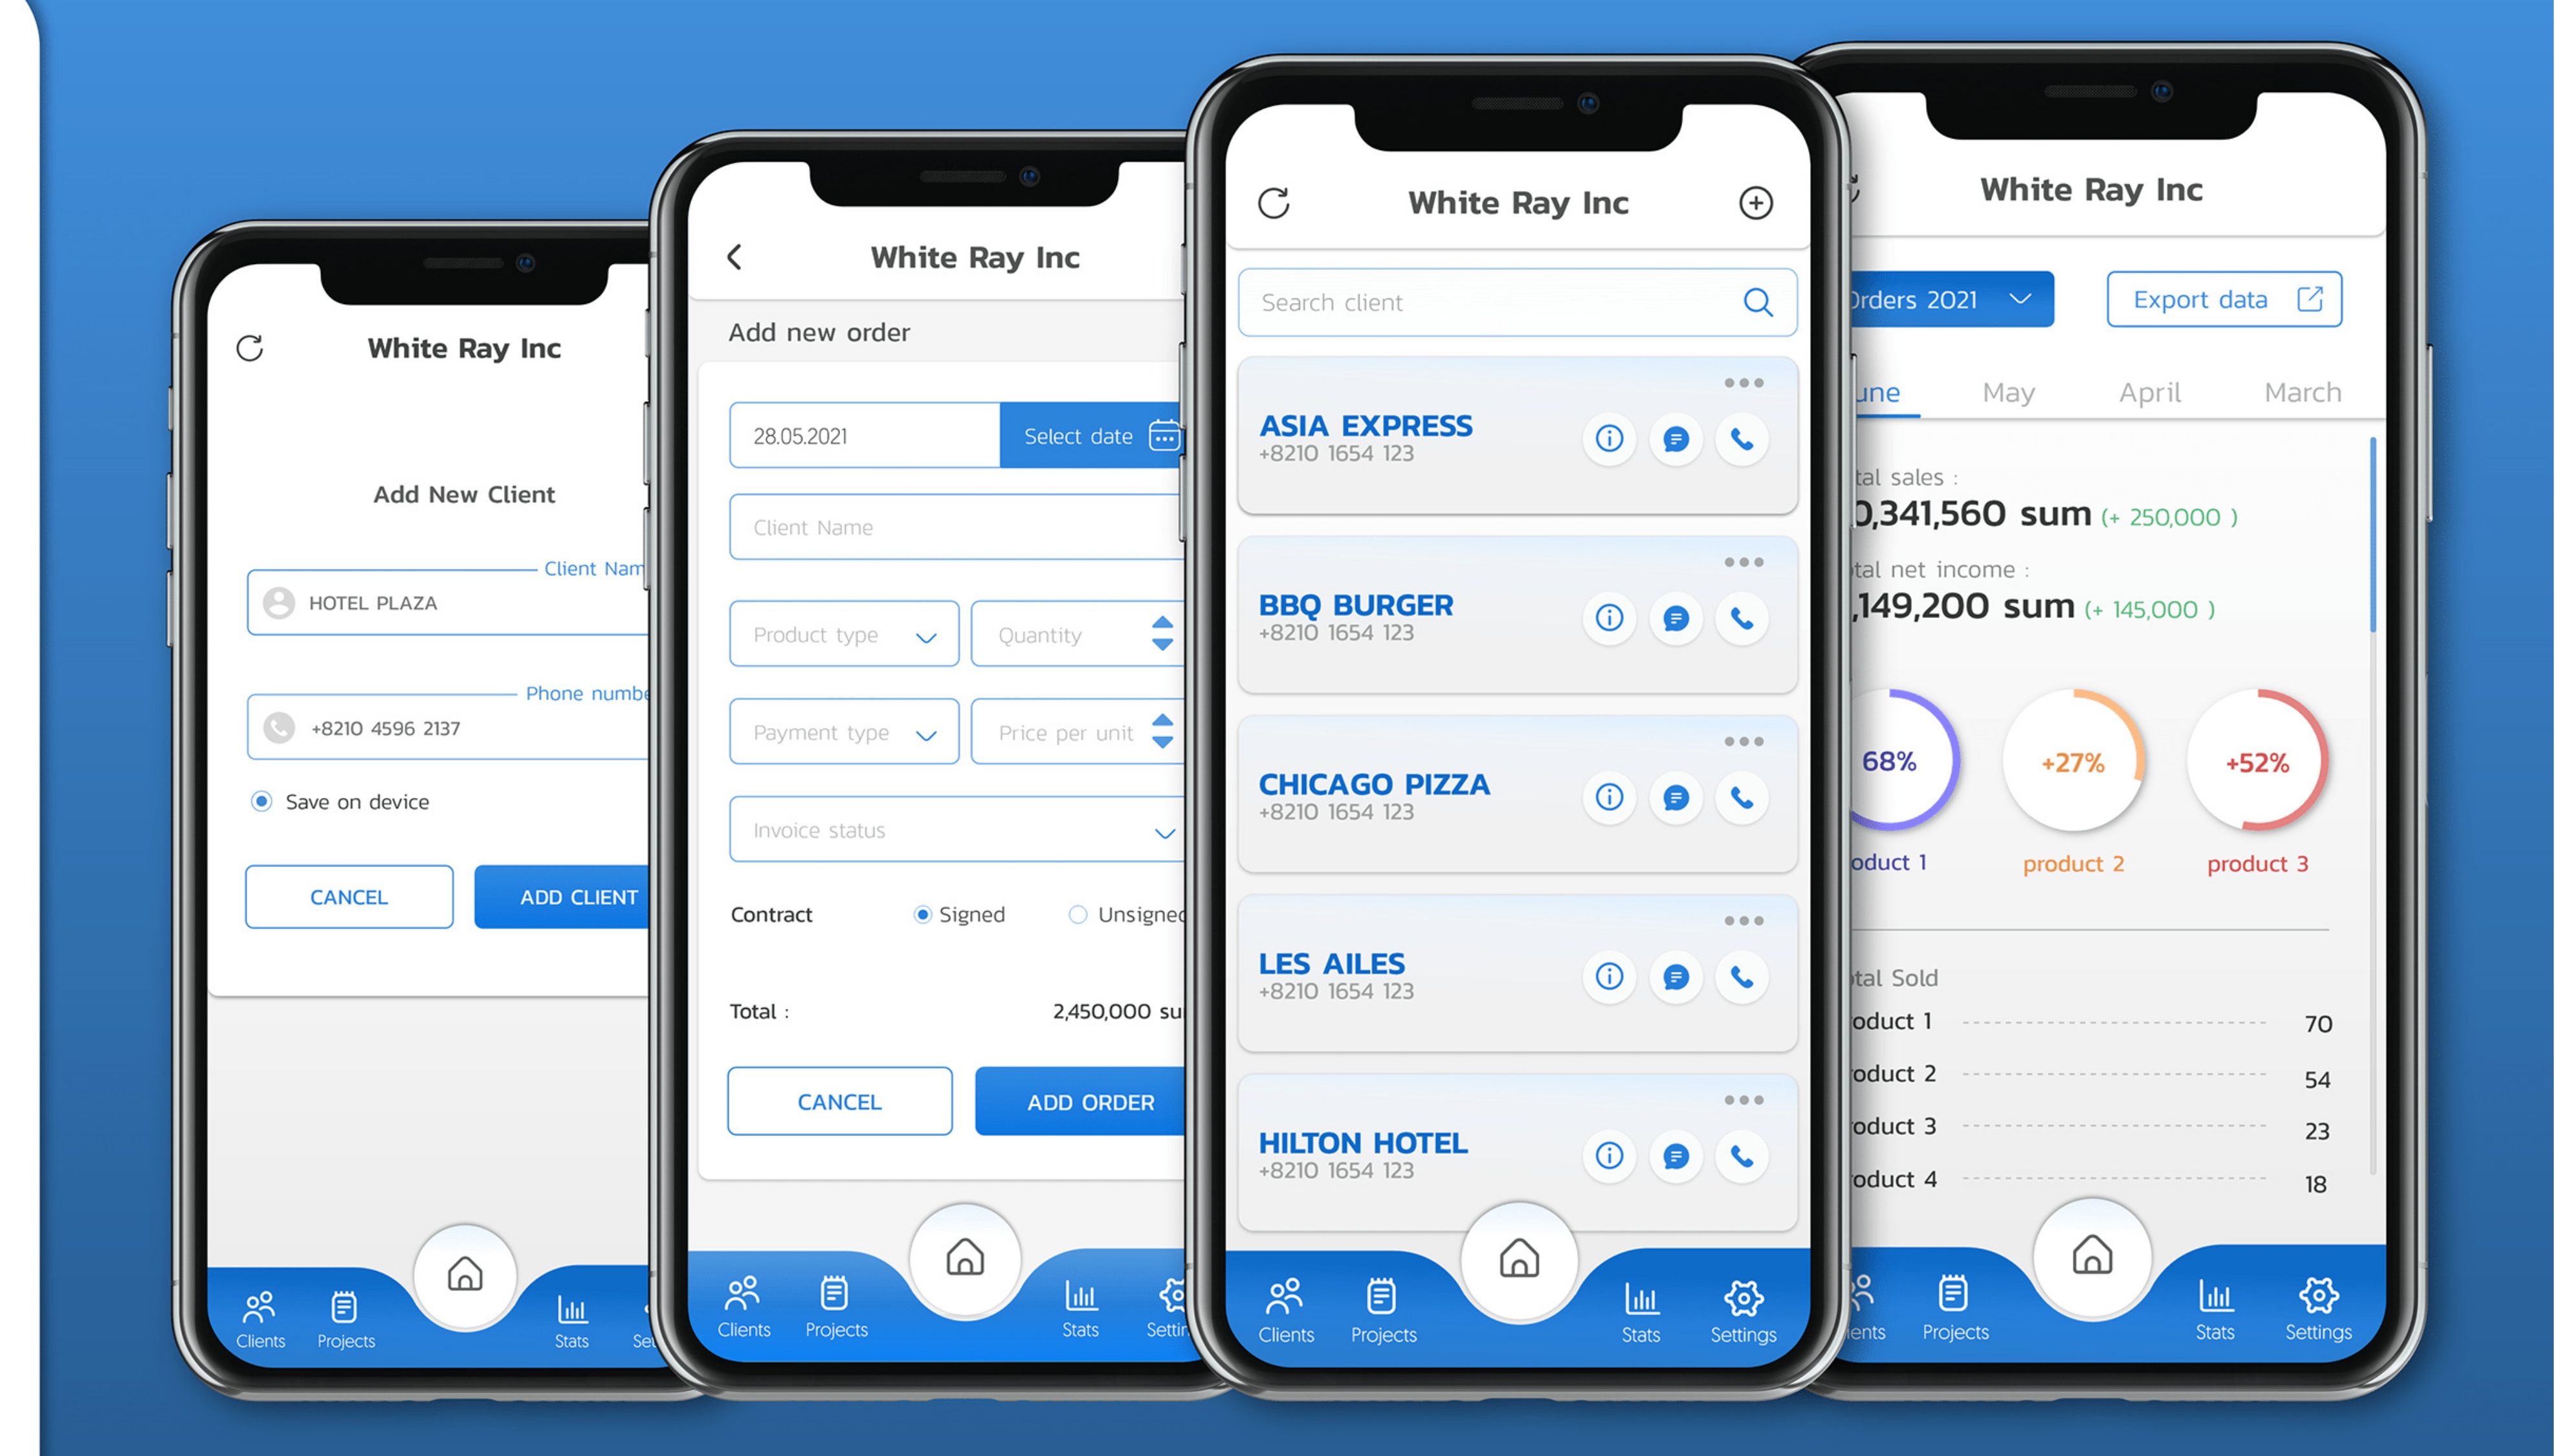 White Ray Inc
Add New Client
Client Nam
HOTEL PLAZA
Phone numbe
+8210 4596 2137
Save on device
CANCEL
ADD CLIENT
Clients
Projects
Stats
Set
White Ray Inc
Add new order
28.05.2021
Select date
Client Name
Product type
Quantity
Payment type
Price per unit
Invoice status
Contract
Signed
Unsigned
Total :
2,450,000 su
CANCEL
ADD ORDER
Clients
Projects
Stats
Settin
White Ray Inc
Search client
ASIA EXPRESS
+8210 1654 123
BBQ BURGER
+8210 1654 123
CHICAGO PIZZA
+8210 1654 123
LES AILES
+8210 1654 123
HILTON HOTEL
+8210 1654 123
Clients
Projects
Stats
Settings
White Ray Inc
Orders 2021
Export data
une
May
April
March
tal sales :
0,341,560 sum (+ 250,000 )
tal net income :
,149,200 sum (+ 145,000 )
68%
+27%
+52%
oduct 1
product 2
product 3
tal Sold
oduct 1 70
oduct 2 54
oduct 3 23
oduct 4 18
ients
Projects
Stats
Settings